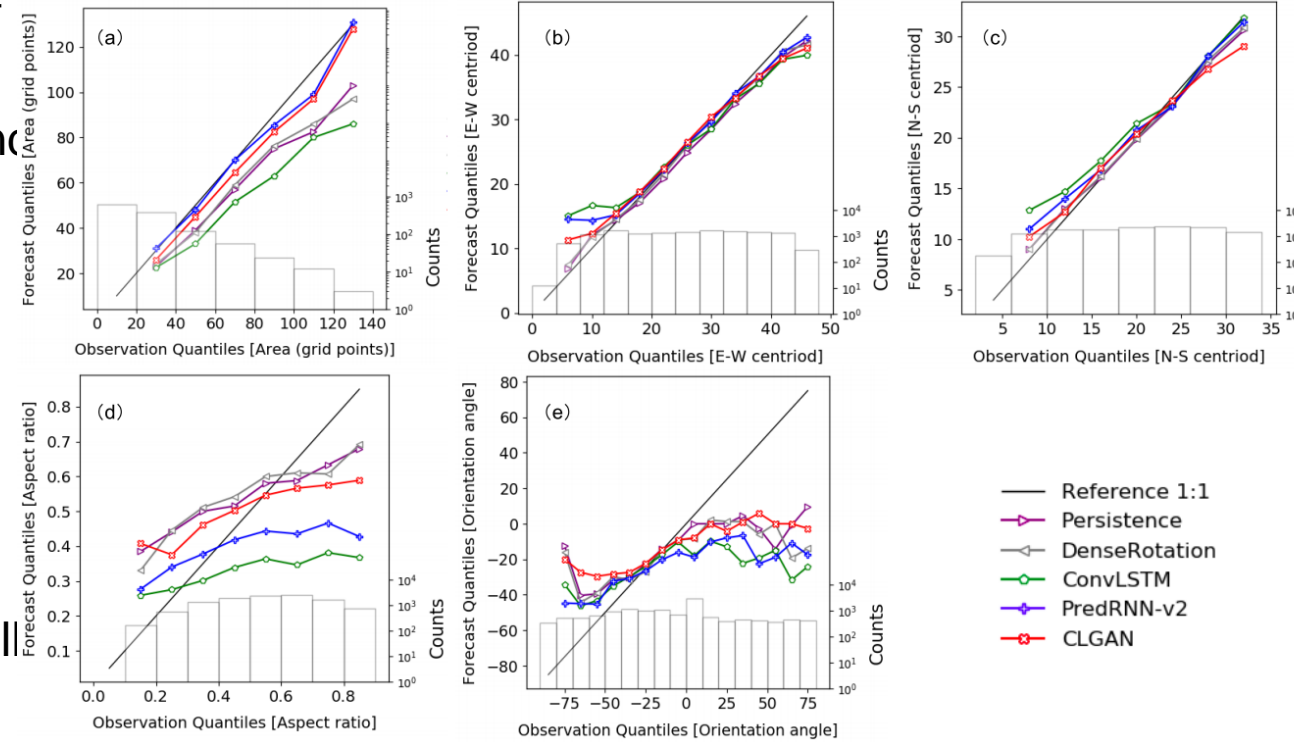 (a)
Forecast Quantiles [Area (grid points)]
120
100
80
60
40
20
10³
10²
10¹
10⁰
Counts
0 20 40 60 80 100 120 140
Observation Quantiles [Area (grid points)]
(b)
Forecast Quantiles [E-W centriod]
40
30
20
10
0
10⁴
10³
10²
10¹
10⁰
Counts
0 10 20 30 40 50
Observation Quantiles [E-W centriod]
(c)
Forecast Quantiles [N-S centriod]
30
25
20
15
10
5
5 10 15 20 25 30 35
Observation Quantiles [N-S centriod]
(d)
Forecast Quantiles [Aspect ratio]
0.8
0.7
0.6
0.5
0.4
0.3
0.2
0.1
10⁴
10³
10²
10¹
10⁰
Counts
0.0 0.2 0.4 0.6 0.8
Observation Quantiles [Aspect ratio]
(e)
Forecast Quantiles [Orientation angle]
80
60
40
20
0
−20
−40
−60
−80
10⁴
10³
10²
10¹
10⁰
Counts
−75 −50 −25 0 25 50 75
Observation Quantiles [Orientation angle]
Reference 1:1
Persistence
DenseRotation
ConvLSTM
PredRNN-v2
CLGAN